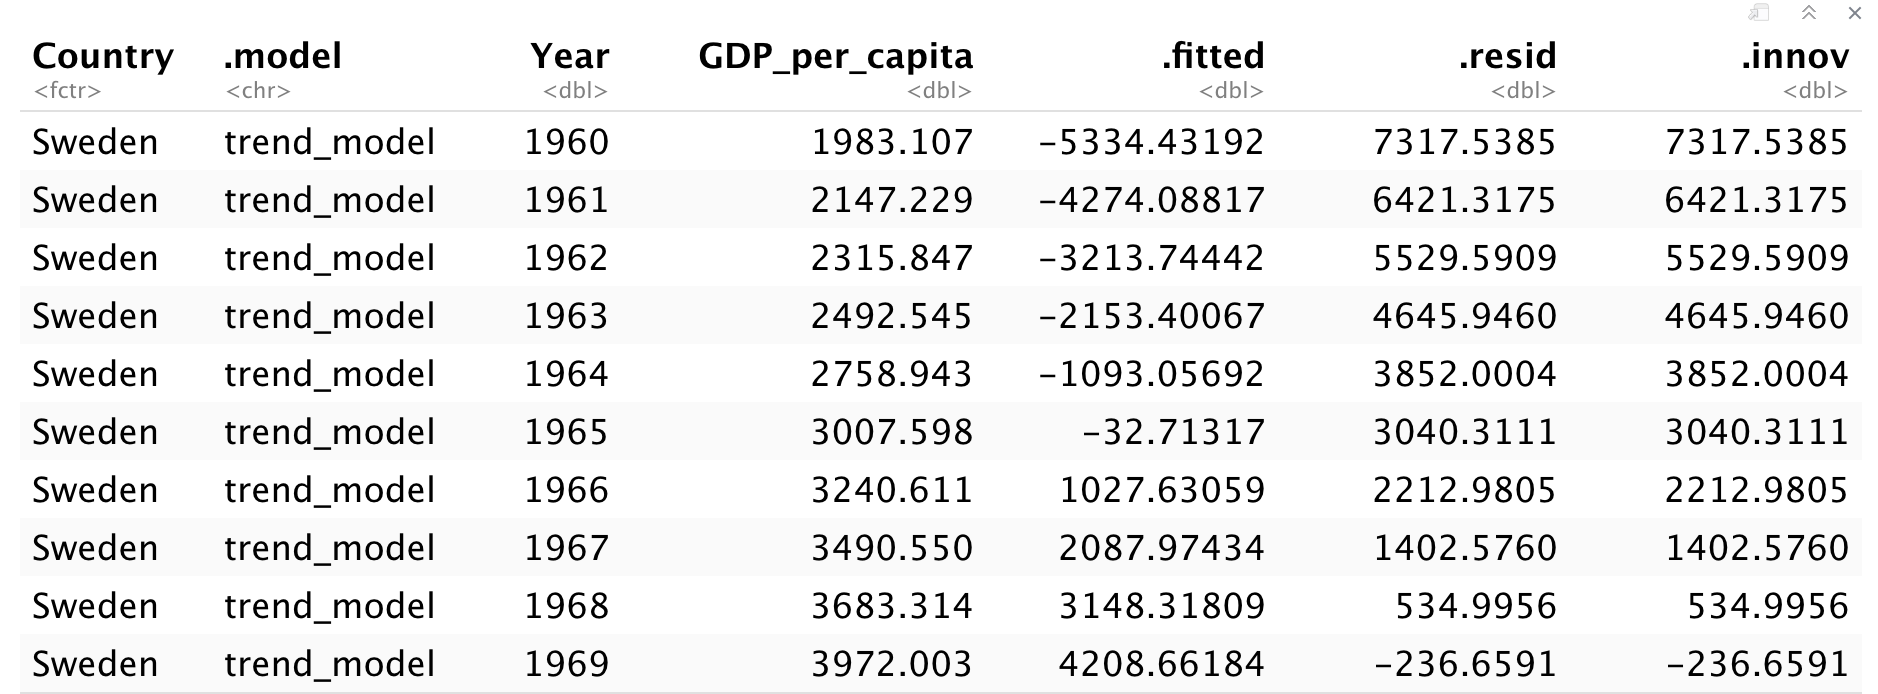 Country .model Year GDP_per_capita .fitted .resid .innov
<fctr> <chr> <dbl> <dbl> <dbl> <dbl> <dbl>
Sweden trend_model 1960 1983.107 -5334.43192 7317.5385 7317.5385
Sweden trend_model 1961 2147.229 -4274.08817 6421.3175 6421.3175
Sweden trend_model 1962 2315.847 -3213.74442 5529.5909 5529.5909
Sweden trend_model 1963 2492.545 -2153.40067 4645.9460 4645.9460
Sweden trend_model 1964 2758.943 -1093.05692 3852.0004 3852.0004
Sweden trend_model 1965 3007.598 -32.71317 3040.3111 3040.3111
Sweden trend_model 1966 3240.611 1027.63059 2212.9805 2212.9805
Sweden trend_model 1967 3490.550 2087.97434 1402.5760 1402.5760
Sweden trend_model 1968 3683.314 3148.31809 534.9956 534.9956
Sweden trend_model 1969 3972.003 4208.66184 -236.6591 -236.6591